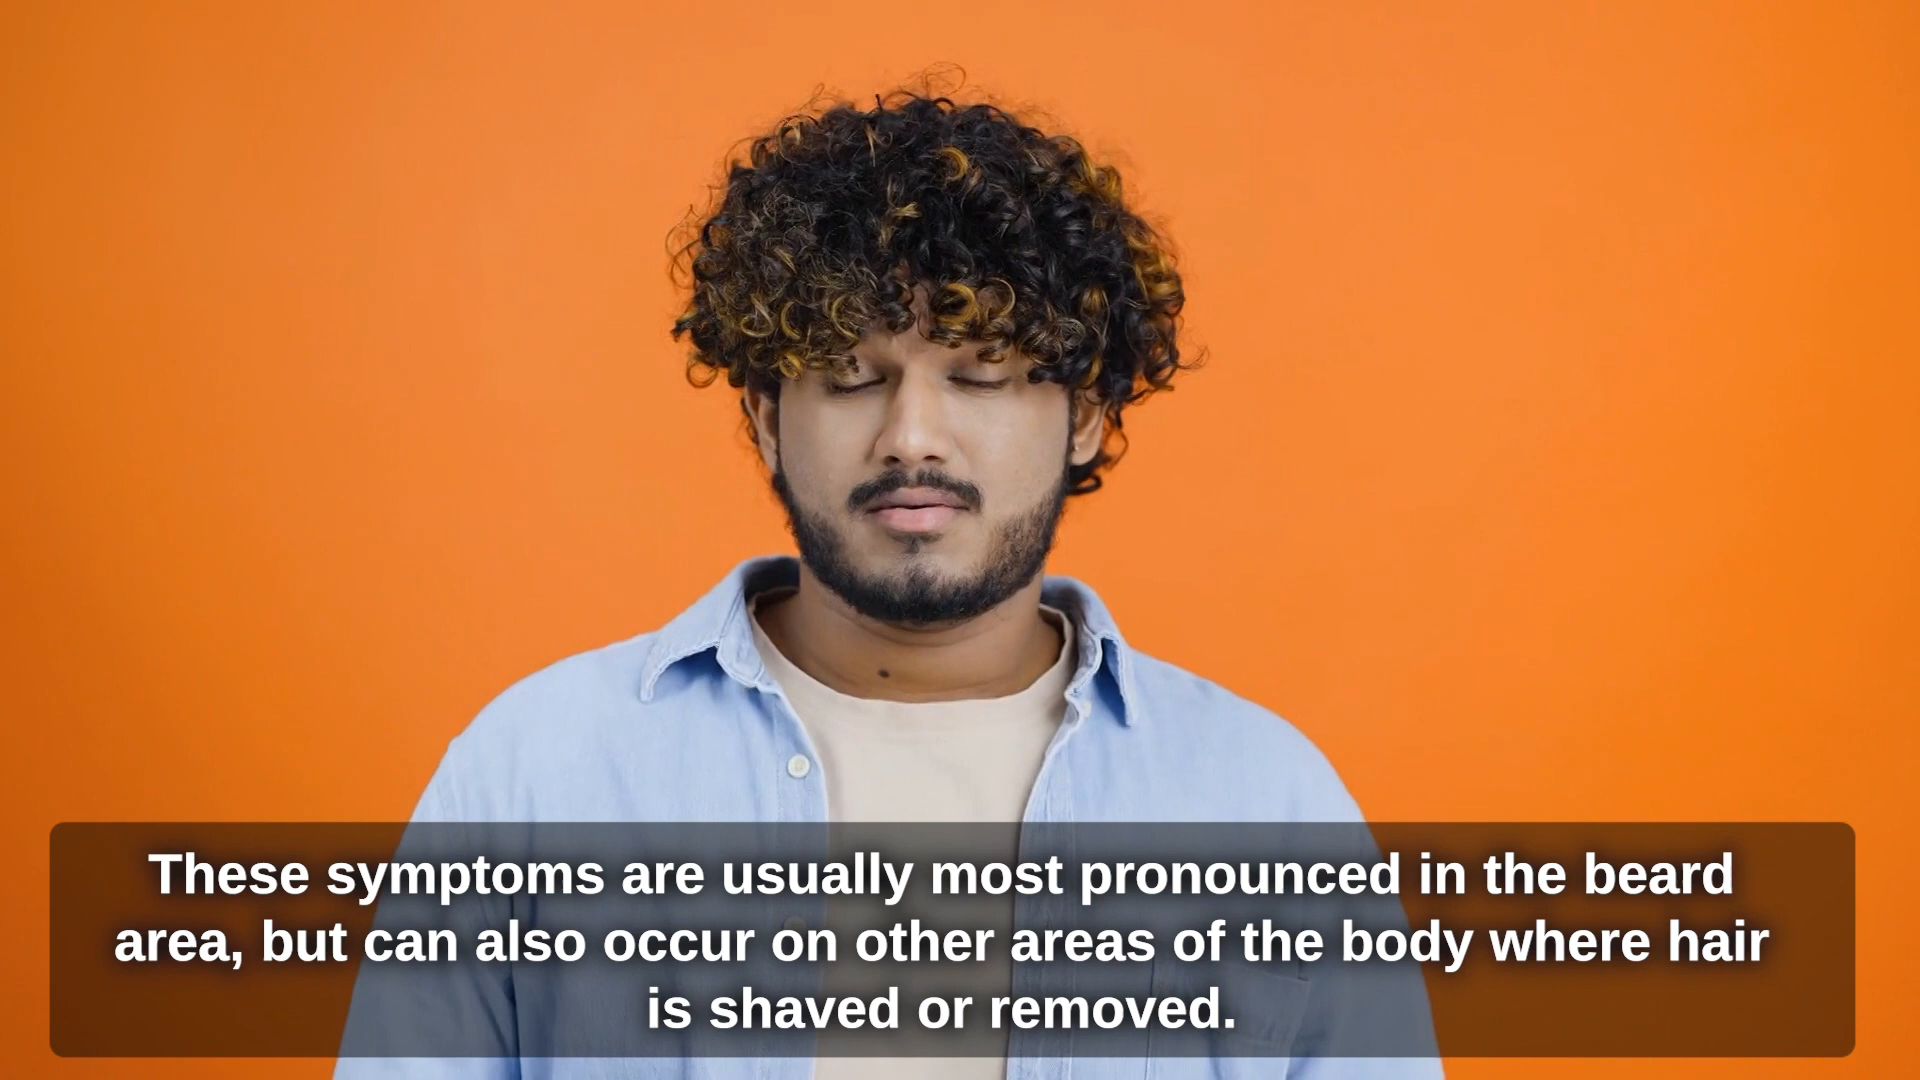 These symptoms are usually most pronounced in the beard
area, but can also occur on other areas of the body where hair
is shaved or removed.